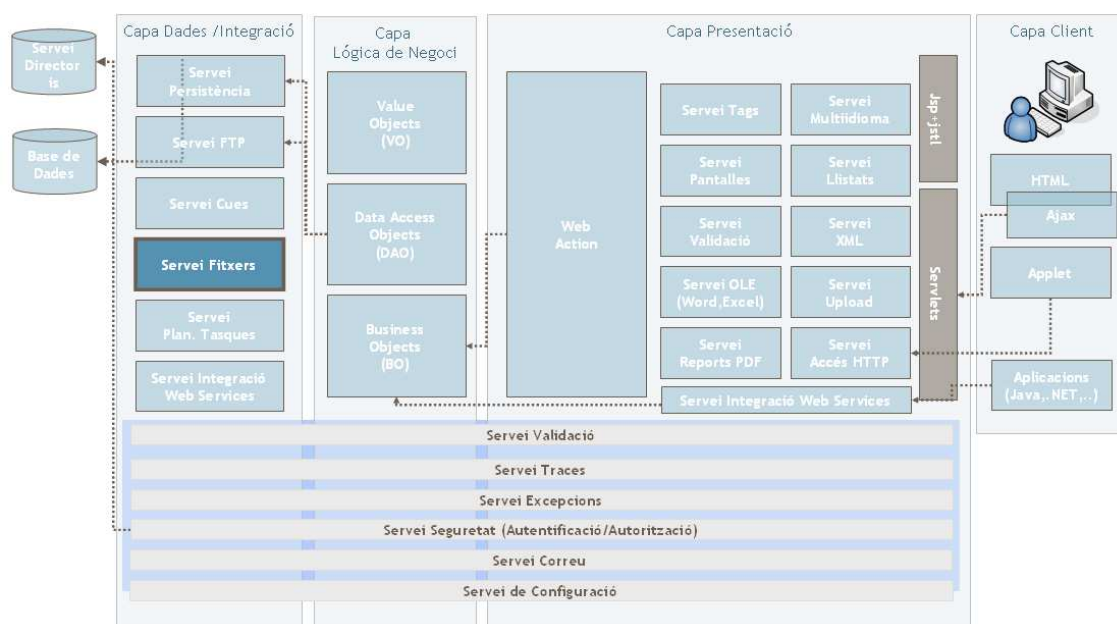 Servei
Director
is
Base de
Dades
Capa Dades /Integració
Servei
Persistència
Servei FTP
Servei Cues
Servei Fitxers
Servei
Plan. Tasques
Servei Integració
Web Services
Capa
Lógica de Negoci
Value
Objects
(VO)
Data Access
Objects
(DAO)
Business
Objects
(BO)
Capa Presentació
Web
Action
Servei Tags
Servei
Multiidioma
Servei
Pantalles
Servei
Llistats
Servei
Validació
Servei
XML
Servei OLE
(Word,Excel)
Servei
Upload
Servei
Reports PDF
Servei
Accés HTTP
Servei Integració Web Services
Jsp+jstl
Servlets
Capa Client
HTML
Ajax
Applet
Aplicacions
(Java,.NET,..)
Servei Validació
Servei Traces
Servei Excepcions
Servei Seguretat (Autentificació/Autorització)
Servei Correu
Servei de Configuració